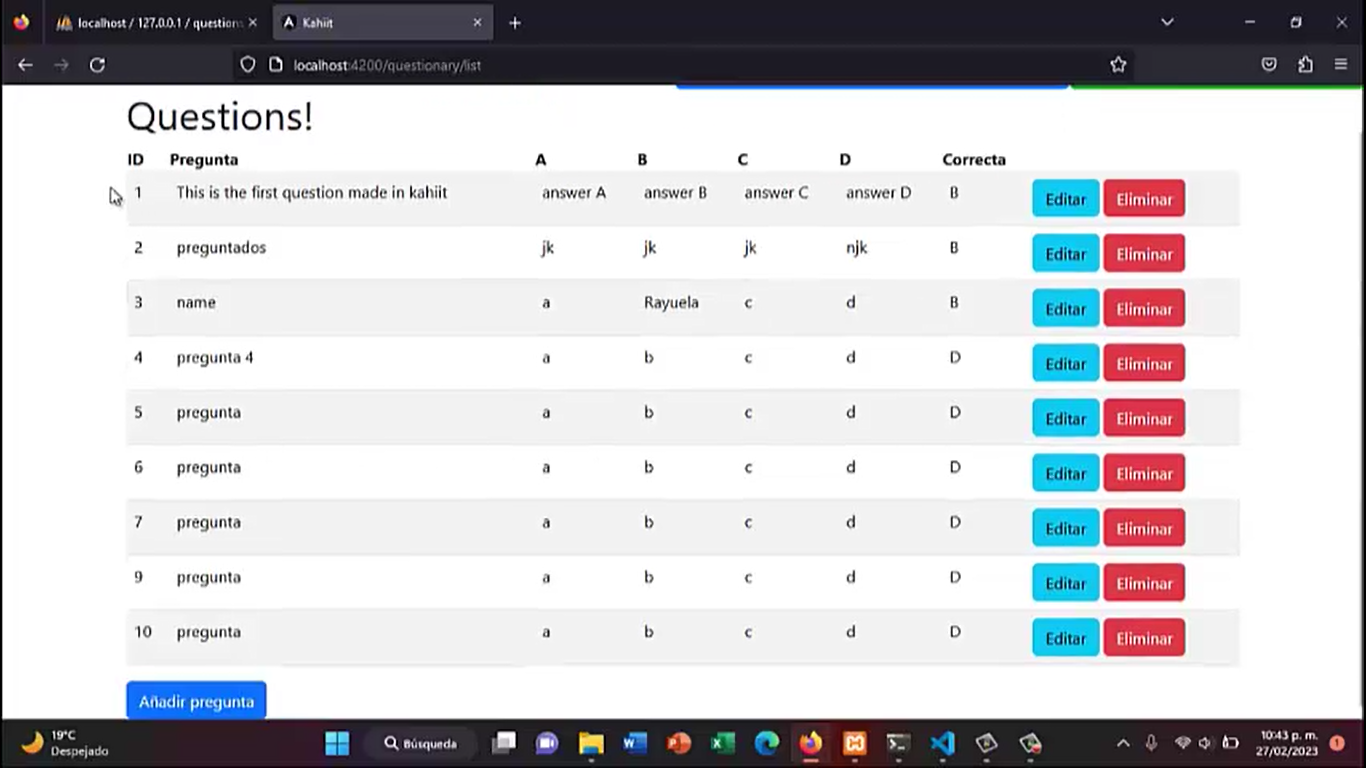 localhost / 127.0.0.1 / question
Kahiit
localhost:4200/questionary/list
Questions!
ID Pregunta A B C D Correcta
1 This is the first question made in kahiit answer A answer B answer C answer D B Editar Eliminar
2 preguntados jk jk jk njk B Editar Eliminar
3 name a Rayuela c d B Editar Eliminar
4 pregunta 4 a b c d D Editar Eliminar
5 pregunta a b c d D Editar Eliminar
6 pregunta a b c d D Editar Eliminar
7 pregunta a b c d D Editar Eliminar
9 pregunta a b c d D Editar Eliminar
10 pregunta a b c d D Editar Eliminar
Añadir pregunta
19°C
Despejado
Búsqueda
10:43 p. m.
27/02/2023
1